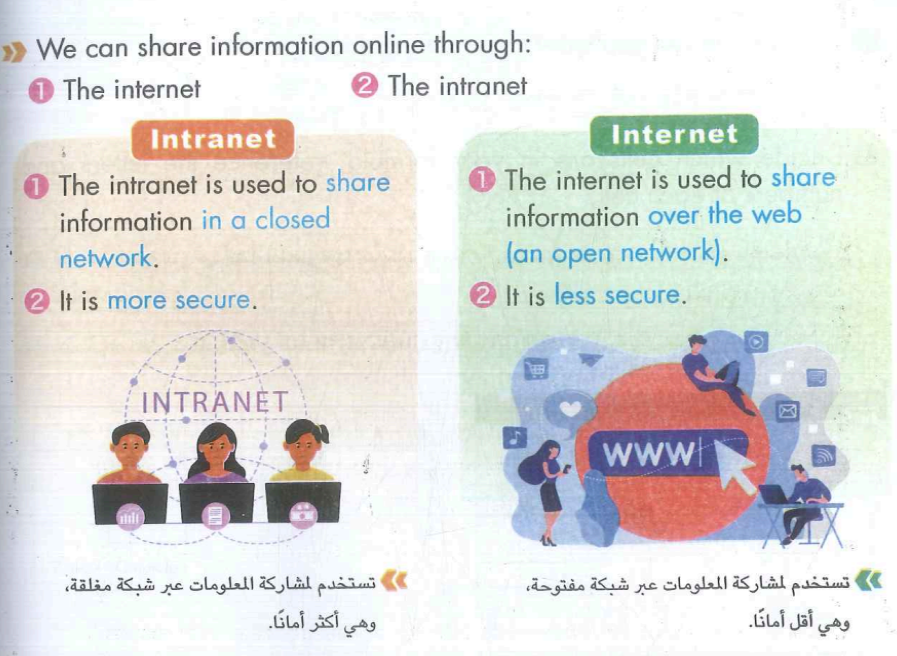 We can share information online through:
1 The internet
2 The intranet
Intranet
1 The intranet is used to share
information in a closed
network.
2 It is more secure.
INTRANET
تستخدم لمشاركة المعلومات عبر شبكة مغلقة،
وهي أكثر أمانًا.
Internet
1 The internet is used to share
information over the web
(an open network).
2 It is less secure.
WWW
تستخدم لمشاركة المعلومات عبر شبكة مفتوحة،
وهي أقل أمانًا.